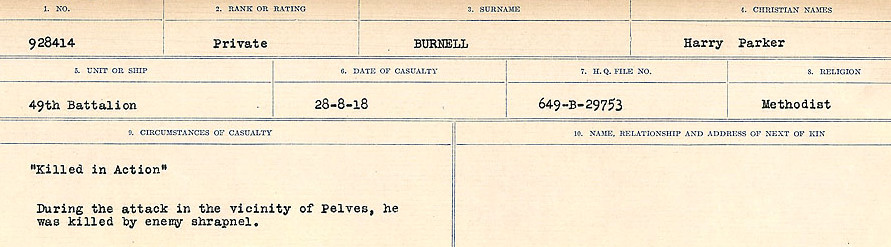 1. NO. 2. RANK OR RATING 3. SURNAME 4. CHRISTIAN NAMES
928414 Private BURNELL Harry Parker
5. UNIT OR SHIP 6. DATE OF CASUALTY 7. H.Q. FILE NO. 8. RELIGION
49th Battalion 28-8-18 649-B-29753 Methodist
9. CIRCUMSTANCES OF CASUALTY 10. NAME, RELATIONSHIP AND ADDRESS OF NEXT OF KIN
"Killed in Action"
During the attack in the vicinity of Pelves, he
was killed by enemy shrapnel.